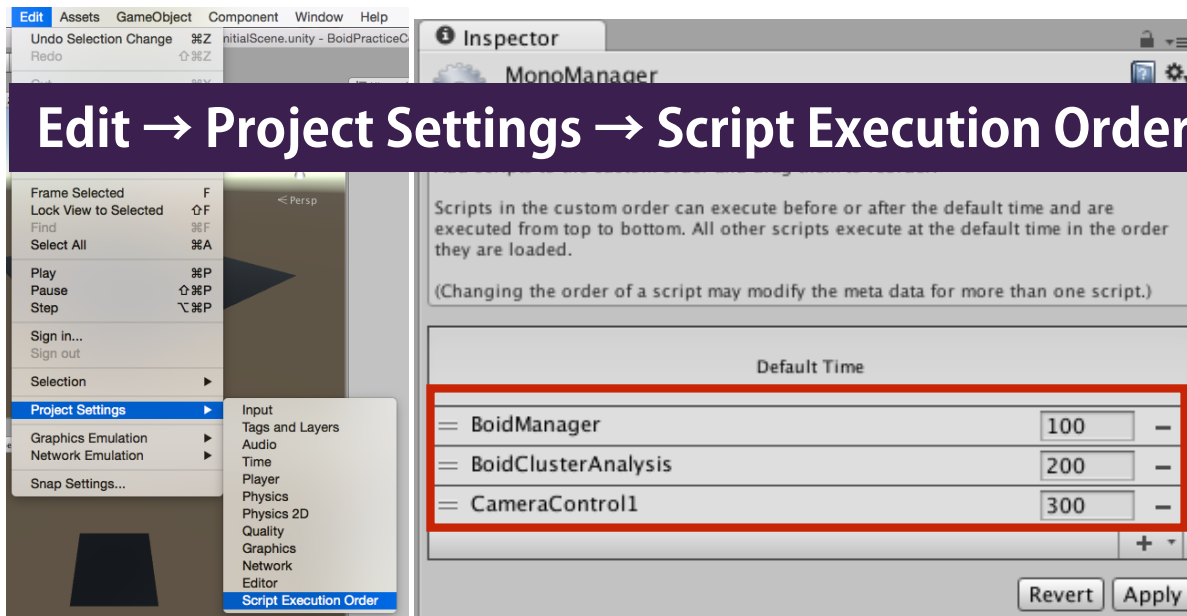 Edit Assets GameObject Component Window Help
Undo Selection Change ⌘Z
Redo ⇧⌘Z
nitialScene.unity - BoidPracticeC
Edit → Project Settings → Script Execution Order
Frame Selected F
Lock View to Selected ⇧F
Find ⌘F
Select All ⌘A
Play ⌘P
Pause ⇧⌘P
Step ⌥⌘P
Sign in...
Sign out
Selection
Project Settings
Graphics Emulation
Network Emulation
Snap Settings...
Persp
Input
Tags and Layers
Audio
Time
Player
Physics
Physics 2D
Quality
Graphics
Network
Editor
Script Execution Order
Inspector
MonoManager
Scripts in the custom order can execute before or after the default time and are
executed from top to bottom. All other scripts execute at the default time in the order
they are loaded.
(Changing the order of a script may modify the meta data for more than one script.)
Default Time
BoidManager 100
BoidClusterAnalysis 200
CameraControl1 300
Revert Apply